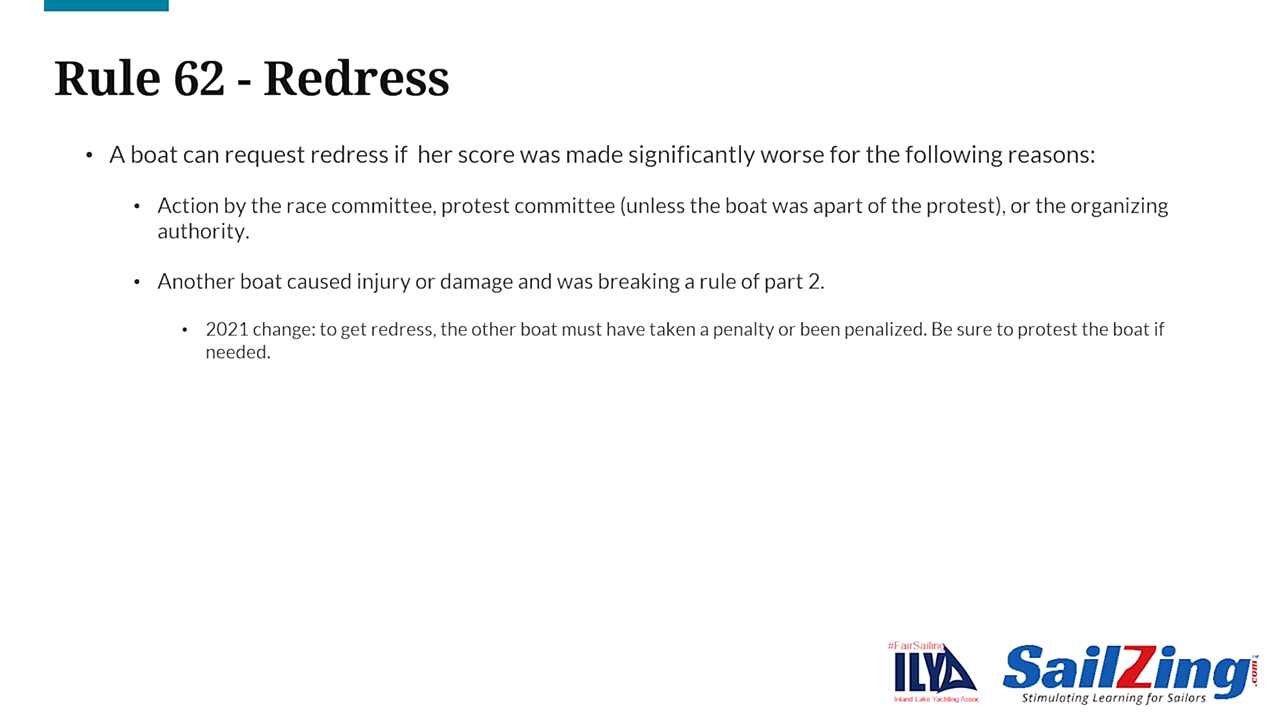 Rule 62 - Redress
• A boat can request redress if  her score was made significantly worse for the following reasons:
• Action by the race committee, protest committee (unless the boat was apart of the protest), or the organizing
authority.
• Another boat caused injury or damage and was breaking a rule of part 2.
• 2021 change: to get redress, the other boat must have taken a penalty or been penalized. Be sure to protest the boat if
needed.
#FairSailing
ILYA
Inland Lake Yachting Assoc.
SailZing.com™
Stimulating Learning for Sailors